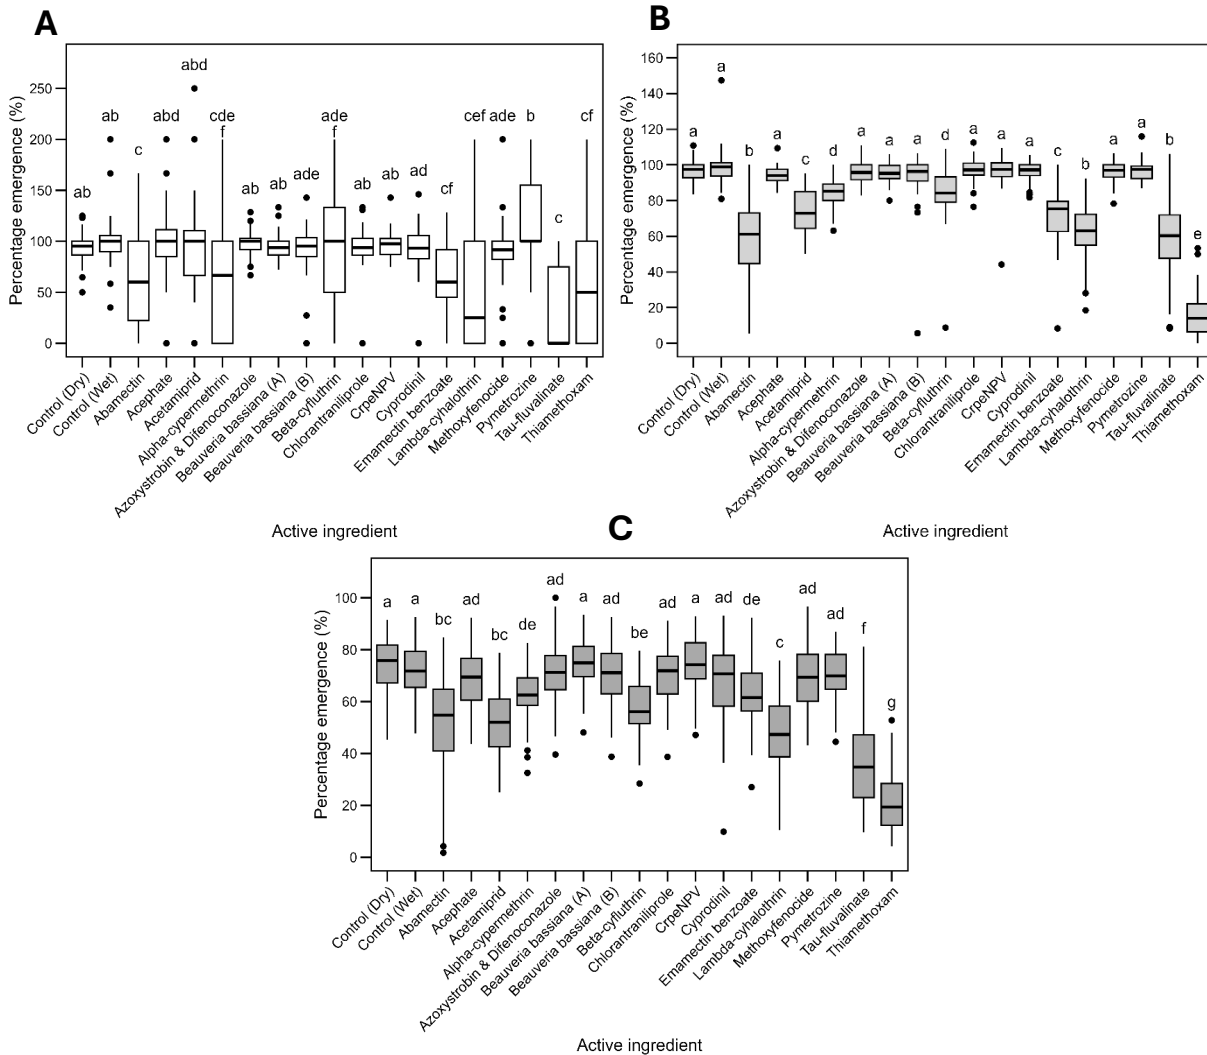 A
Percentage emergence (%)
250
200
150
100
50
0
ab
ab
c
abd
abd
cde
f
ab
ab
ade
ade
f
ab
ab
ad
cf
cef
ade
b
c
cf
Control (Dry)
Control (Wet)
Abamectin
Acephate
Acetamiprid
Alpha-cypermethrin
Azoxystrobin & Difenoconazole
Beauveria bassiana (A)
Beauveria bassiana (B)
Beta-cyfluthrin
Chlorantraniliprole
CrpeNPV
Cyprodinil
Emamectin benzoate
Lambda-cyhalothrin
Methoxyfenocide
Pymetrozine
Tau-fluvalinate
Thiamethoxam
Active ingredient
B
Percentage emergence (%)
160
140
120
100
80
60
40
20
0
a
a
b
a
c
d
a
a
a
d
a
a
a
c
b
a
a
b
e
Control (Dry)
Control (Wet)
Abamectin
Acephate
Acetamiprid
Alpha-cypermethrin
Azoxystrobin & Difenoconazole
Beauveria bassiana (A)
Beauveria bassiana (B)
Beta-cyfluthrin
Chlorantraniliprole
CrpeNPV
Cyprodinil
Emamectin benzoate
Lambda-cyhalothrin
Methoxyfenocide
Pymetrozine
Tau-fluvalinate
Thiamethoxam
Active ingredient
C
Percentage emergence (%)
100
80
60
40
20
0
a
a
bc
ad
bc
de
ad
a
ad
be
ad
a
ad
de
c
ad
ad
f
g
Control (Dry)
Control (Wet)
Abamectin
Acephate
Acetamiprid
Alpha-cypermethrin
Azoxystrobin & Difenoconazole
Beauveria bassiana (A)
Beauveria bassiana (B)
Beta-cyfluthrin
Chlorantraniliprole
CrpeNPV
Cyprodinil
Emamectin benzoate
Lambda-cyhalothrin
Methoxyfenocide
Pymetrozine
Tau-fluvalinate
Thiamethoxam
Active ingredient